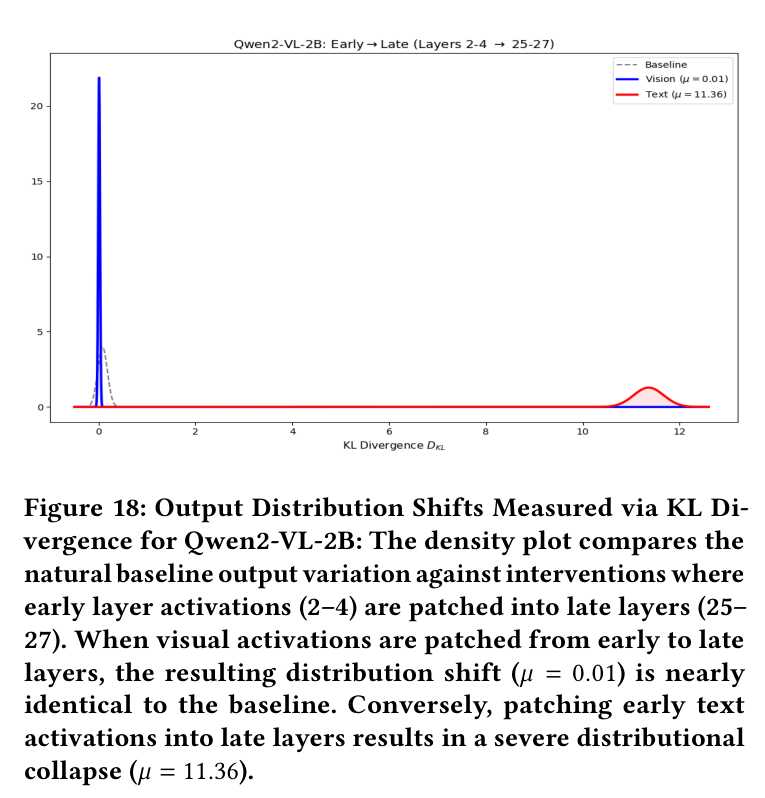 Qwen2-VL-2B: Early→Late (Layers 2-4 → 25-27)
Baseline
Vision (μ = 0.01)
Text (μ = 11.36)
20
15
10
5
0
0 2 4 6 8 10 12
KL Divergence D_KL
Figure 18: Output Distribution Shifts Measured via KL Di-
vergence for Qwen2-VL-2B: The density plot compares the
natural baseline output variation against interventions where
early layer activations (2–4) are patched into late layers (25–
27). When visual activations are patched from early to late
layers, the resulting distribution shift (μ = 0.01) is nearly
identical to the baseline. Conversely, patching early text
activations into late layers results in a severe distributional
collapse (μ = 11.36).